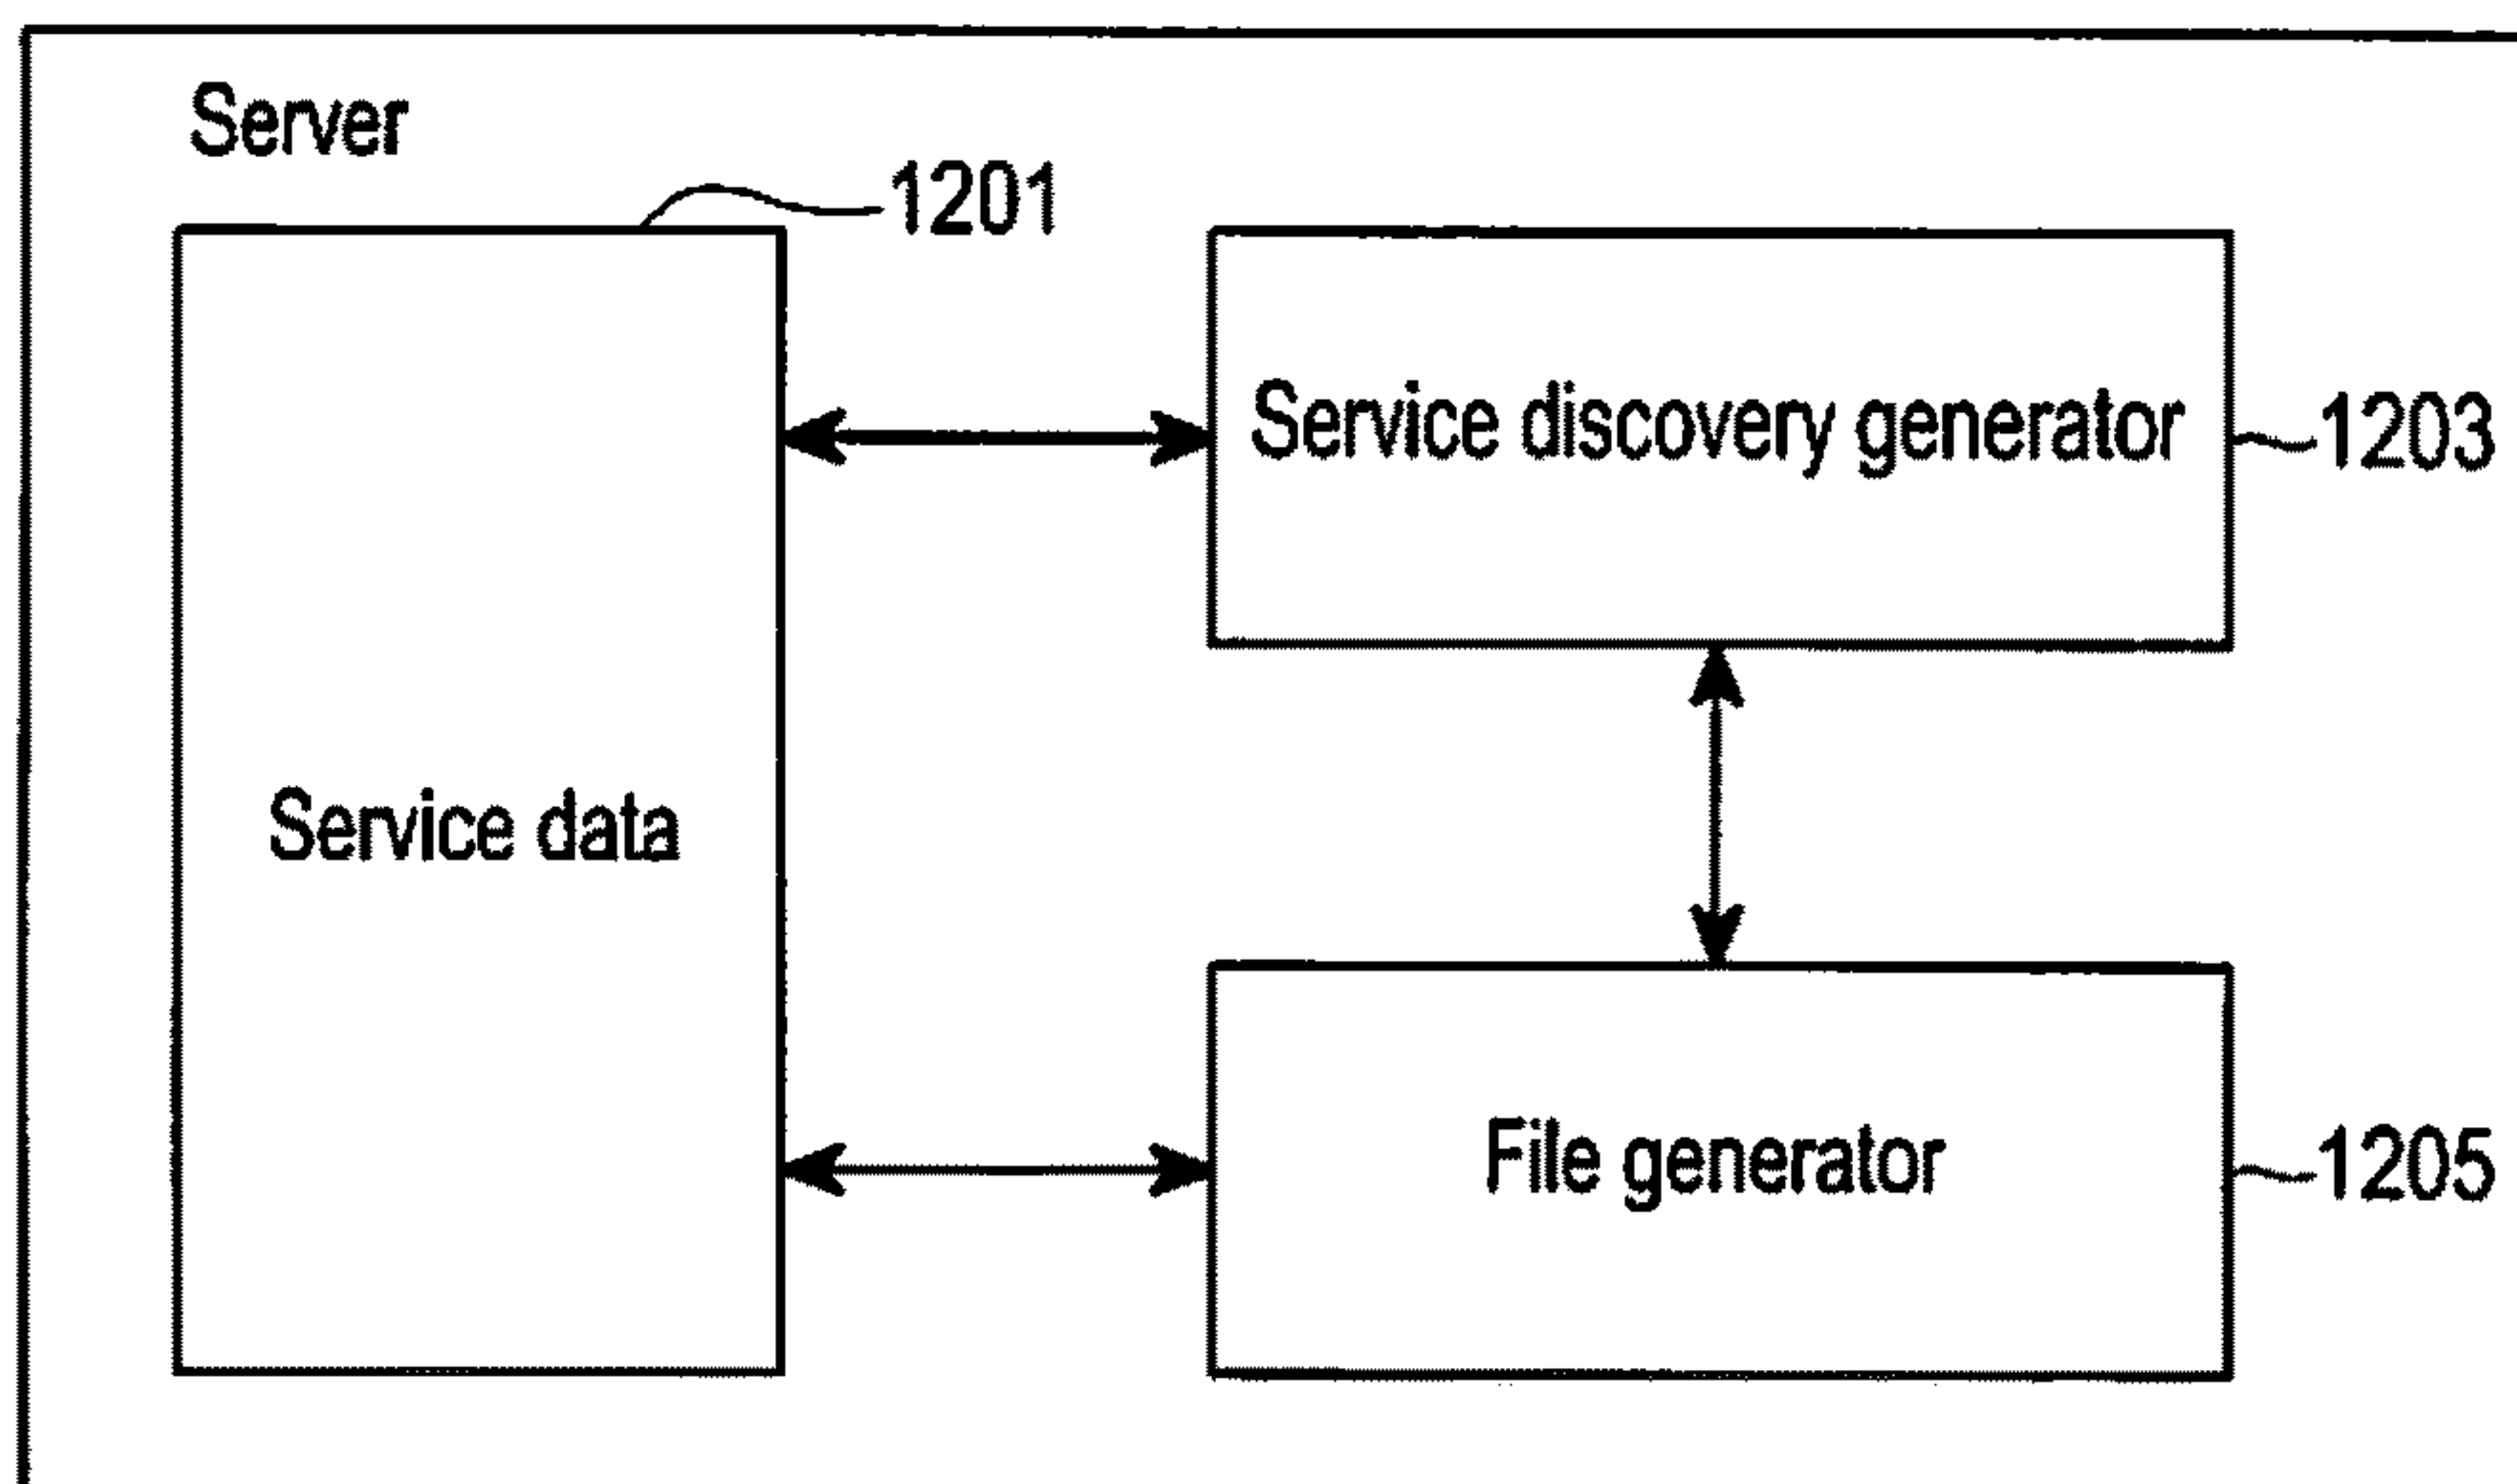 Server
1201
Service discovery generator
1203
Service data
File generator
1205